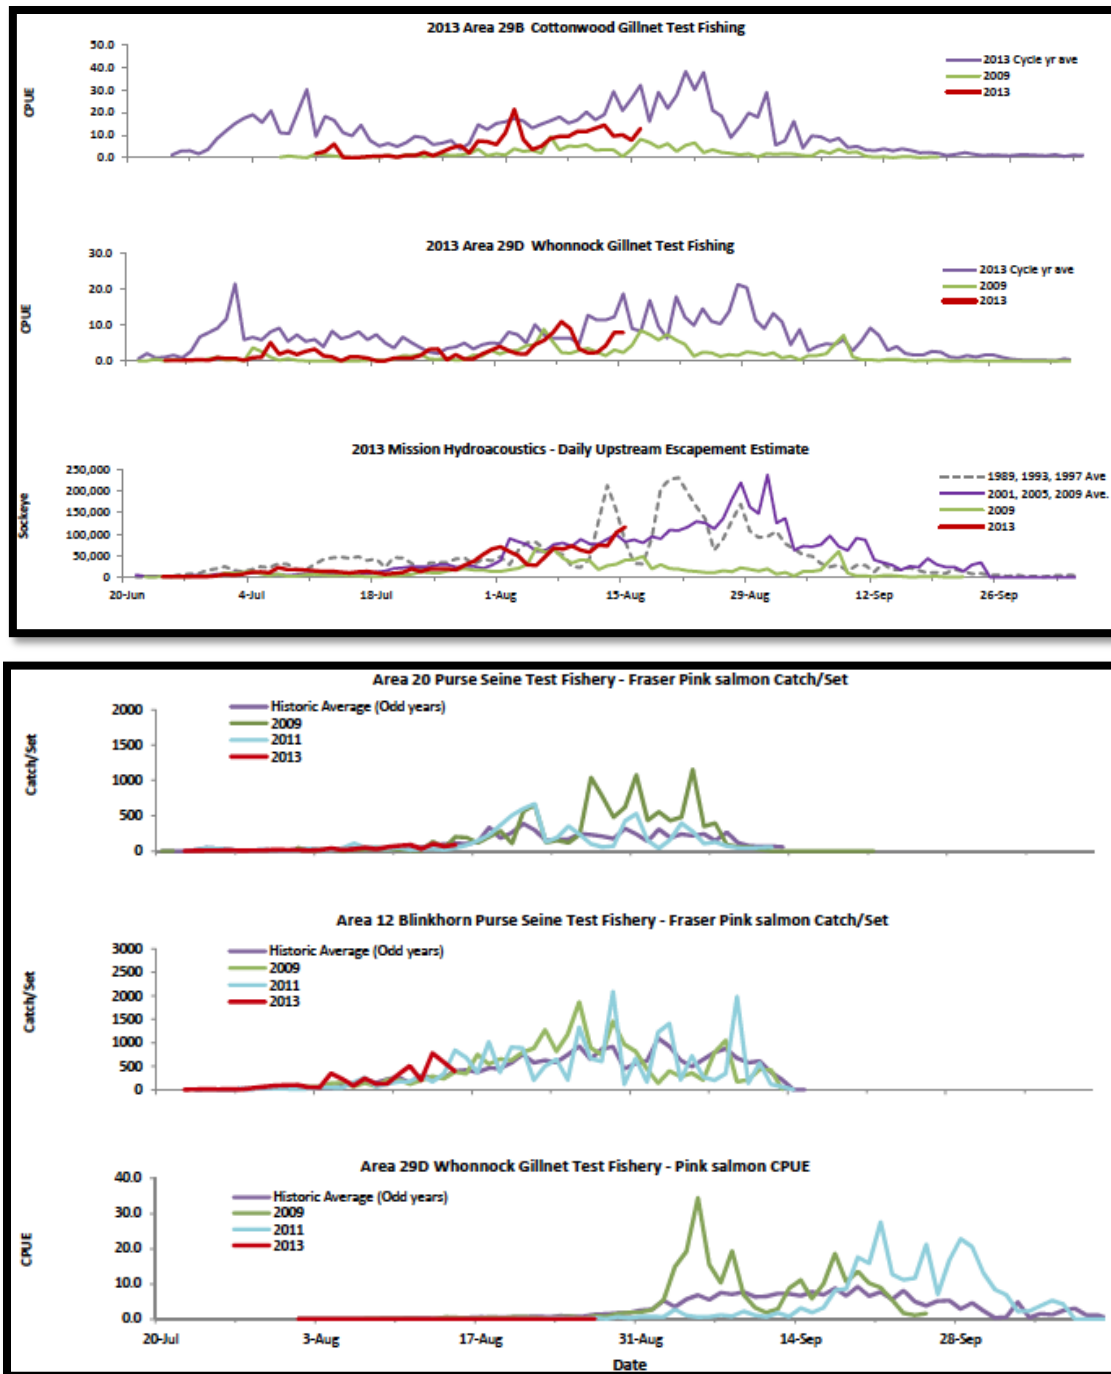 2013 Area 29B Cottonwood Gillnet Test Fishing
50.0
40.0
30.0
20.0
10.0
0.0
CPUE
2013 Cycle yr ave
2009
2013
2013 Area 29D Whonnock Gillnet Test Fishing
30.0
20.0
10.0
0.0
CPUE
2013 Cycle yr ave
2009
2013
2013 Mission Hydroacoustics - Daily Upstream Escapement Estimate
250,000
200,000
150,000
100,000
50,000
0
Sockeye
1989, 1993, 1997 Ave
2001, 2005, 2009 Ave.
2009
2013
20-Jun 4-Jul 18-Jul 1-Aug 15-Aug 29-Aug 12-Sep 26-Sep
Area 20 Purse Seine Test Fishery - Fraser Pink salmon Catch/Set
2000
1500
1000
500
0
Catch/Set
Historic Average (Odd years)
2009
2011
2013
Area 12 Blinkhorn Purse Seine Test Fishery - Fraser Pink salmon Catch/Set
3000
2500
2000
1500
1000
500
0
Catch/Set
Historic Average (Odd years)
2009
2011
2013
Area 29D Whonnock Gillnet Test Fishery - Pink salmon CPUE
40.0
30.0
20.0
10.0
0.0
CPUE
Historic Average (Odd years)
2009
2011
2013
20-Jul 3-Aug 17-Aug 31-Aug 14-Sep 28-Sep
Date